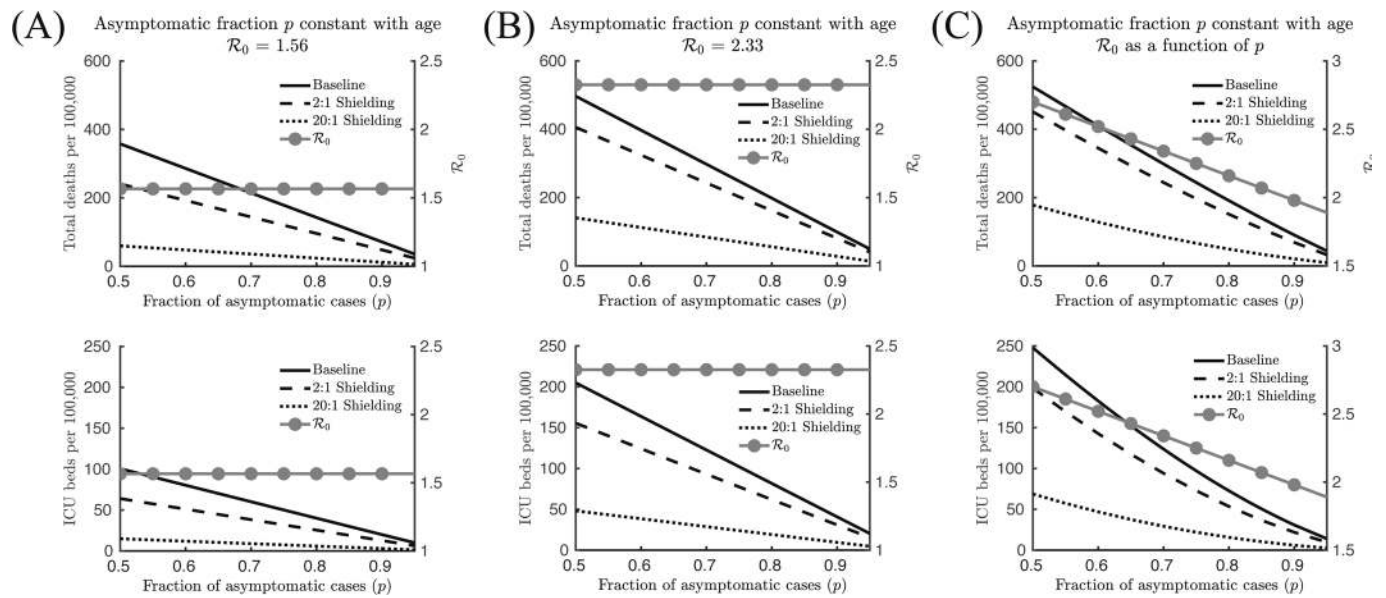 (A)
Asymptomatic fraction p constant with age
R₀ = 1.56
600
400
200
0
Total deaths per 100,000
Baseline
2:1 Shielding
20:1 Shielding
R₀
2.5
2
1.5
1
R₀
0.5 0.6 0.7 0.8 0.9
Fraction of asymptomatic cases (p)
(B)
Asymptomatic fraction p constant with age
R₀ = 2.33
600
400
200
0
Total deaths per 100,000
Baseline
2:1 Shielding
20:1 Shielding
R₀
2.5
2
1.5
1
R₀
0.5 0.6 0.7 0.8 0.9
Fraction of asymptomatic cases (p)
(C)
Asymptomatic fraction p constant with age
R₀ as a function of p
600
400
200
0
Total deaths per 100,000
Baseline
2:1 Shielding
20:1 Shielding
R₀
3
2.5
2
1.5
R₀
0.5 0.6 0.7 0.8 0.9
Fraction of asymptomatic cases (p)
250
200
150
100
50
0
ICU beds per 100,000
Baseline
2:1 Shielding
20:1 Shielding
R₀
2.5
2
1.5
1
0.5 0.6 0.7 0.8 0.9
Fraction of asymptomatic cases (p)
250
200
150
100
50
0
ICU beds per 100,000
Baseline
2:1 Shielding
20:1 Shielding
R₀
2.5
2
1.5
1
0.5 0.6 0.7 0.8 0.9
Fraction of asymptomatic cases (p)
250
200
150
100
50
0
ICU beds per 100,000
Baseline
2:1 Shielding
20:1 Shielding
R₀
3
2.5
2
1.5
0.5 0.6 0.7 0.8 0.9
Fraction of asymptomatic cases (p)